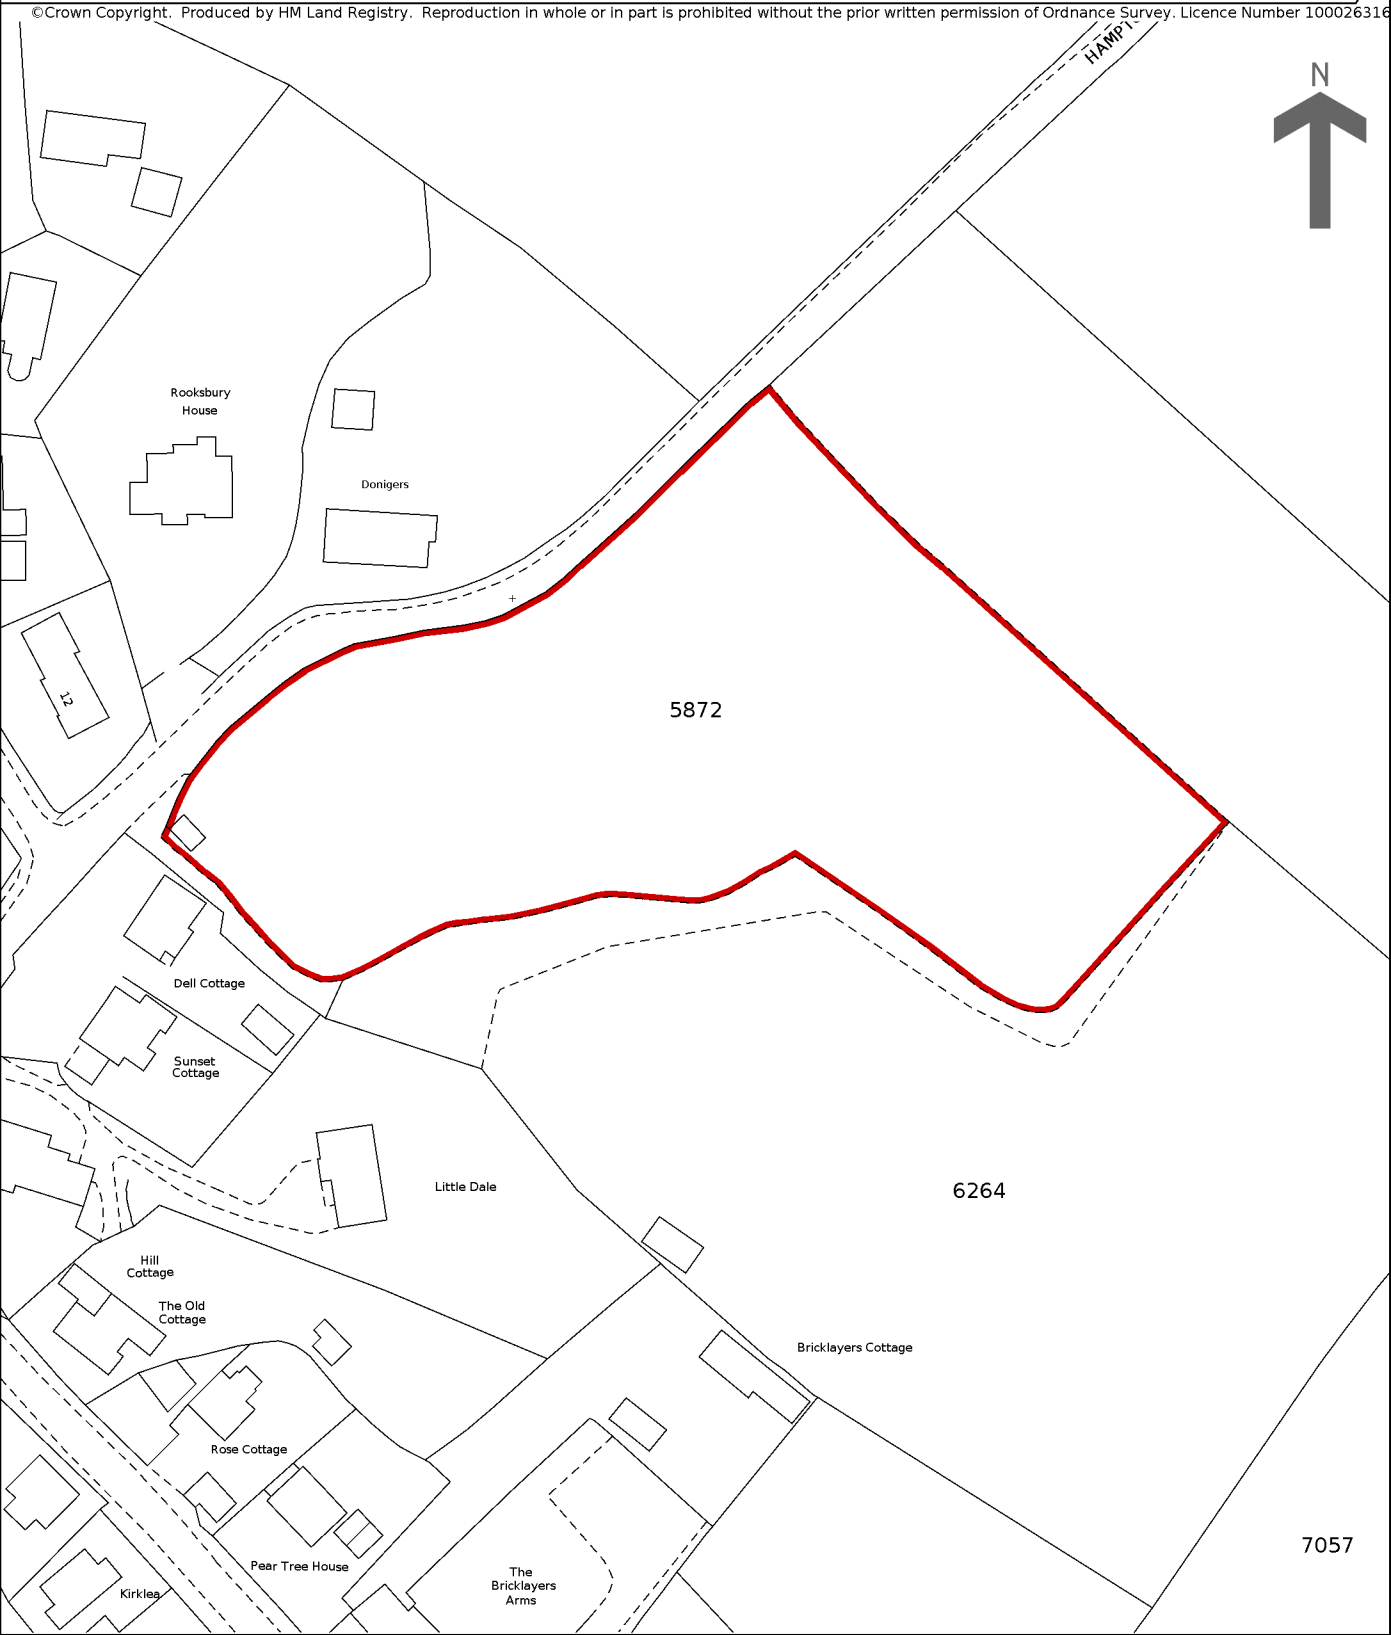 ©Crown Copyright. Produced by HM Land Registry. Reproduction in whole or in part is prohibited without the prior written permission of Ordnance Survey. Licence Number 100026316
N
Rooksbury
House
Donigers
12
5872
Dell Cottage
Sunset
Cottage
Little Dale
6264
Hill
Cottage
The Old
Cottage
Bricklayers Cottage
Rose Cottage
7057
Pear Tree House
The
Bricklayers
Arms
Kirklea